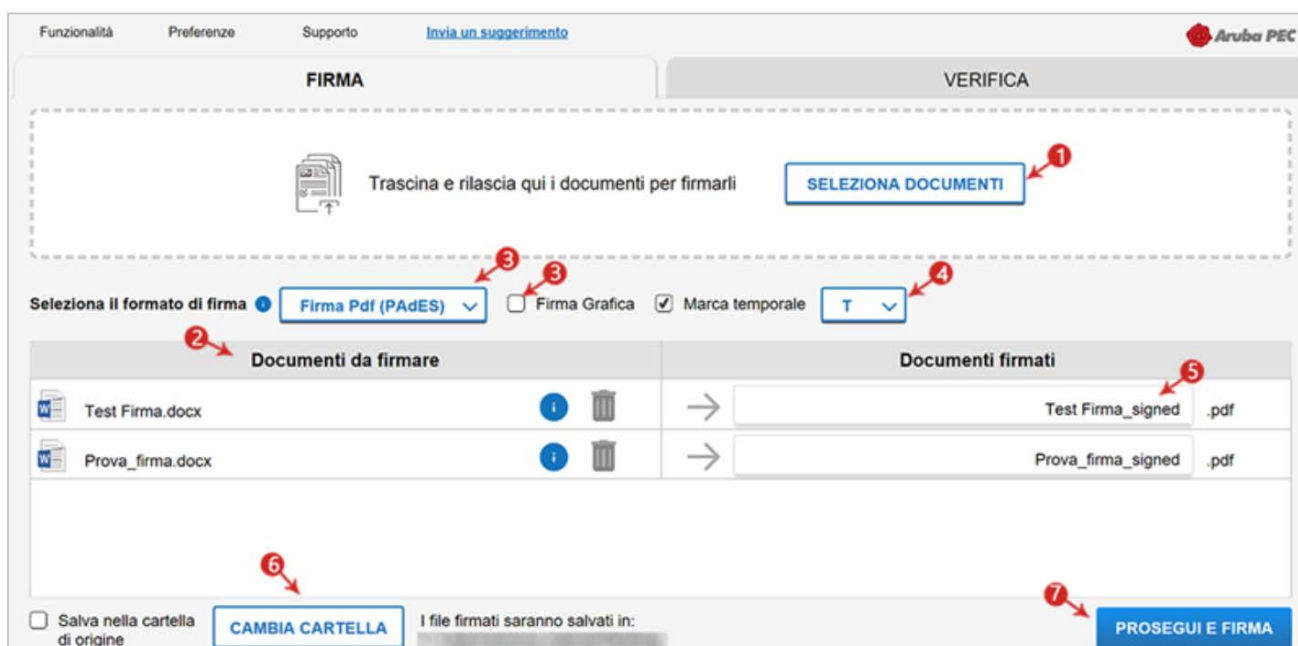 Funzionalità Preferenze Supporto Invia un suggerimento Aruba PEC
FIRMA VERIFICA
1
Trascina e rilascia qui i documenti per firmarli SELEZIONA DOCUMENTI
3 3 4
Seleziona il formato di firma i Firma Pdf (PAdES) Firma Grafica Marca temporale T
2
Documenti da firmare Documenti firmati
5
Test Firma.docx i Test Firma_signed .pdf
Prova_firma.docx i Prova_firma_signed .pdf
6
7
Salva nella cartella
di origine
CAMBIA CARTELLA
I file firmati saranno salvati in:
PROSEGUI E FIRMA